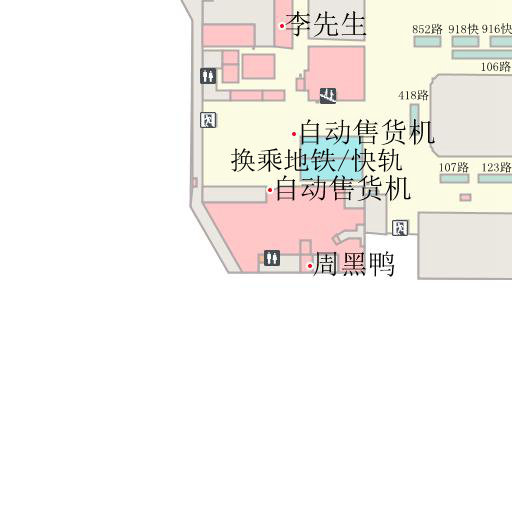 李先生
852路
918快
916快
106路
418路
自动售货机
换乘地铁/快轨
107路
123路
自动售货机
周黑鸭